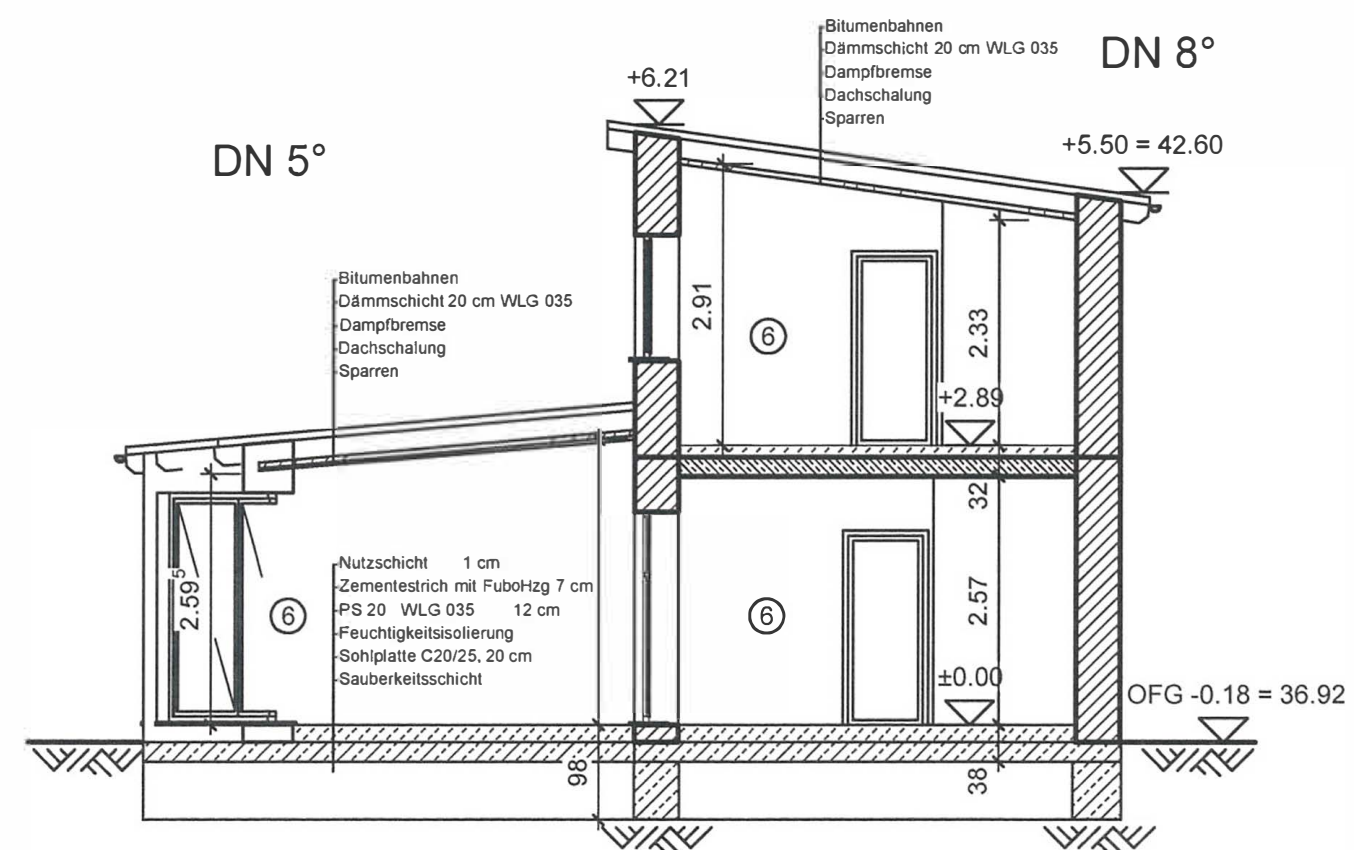 Bitumenbahnen
Dämmschicht 20 cm WLG 035
Dampfbremse
Dachschalung
Sparren
DN 8°
+6.21
DN 5°
+5.50 = 42.60
Bitumenbahnen
Dämmschicht 20 cm WLG 035
Dampfbremse
Dachschalung
Sparren
2.91
6
2.33
+2.89
32
Nutzschicht 1 cm
Zementestrich mit FuboHzg 7 cm
PS 20 WLG 035 12 cm
Feuchtigkeitsisolierung
Sohlplatte C20/25, 20 cm
Sauberkeitsschicht
2.59⁵
6
6
2.57
±0.00
OFG -0.18 = 36.92
98
38